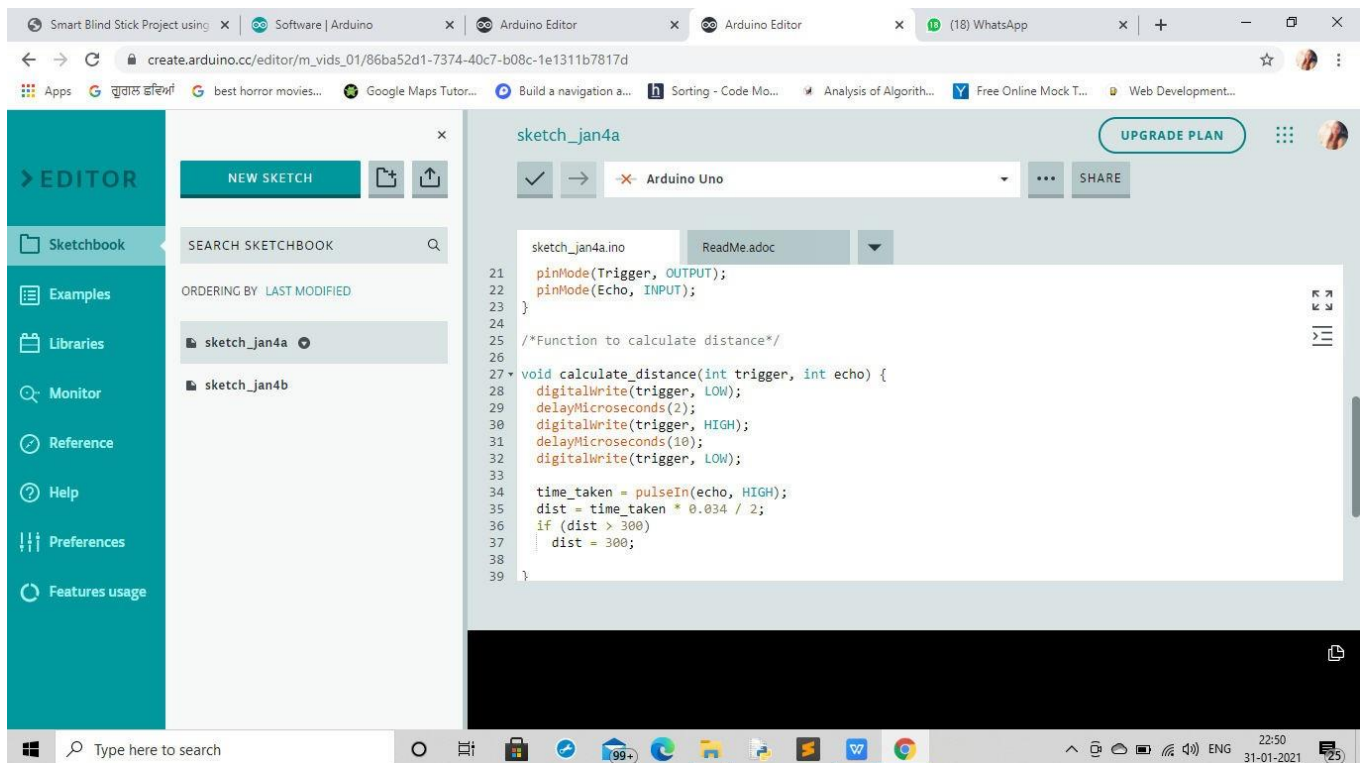 Smart Blind Stick Project using
Software | Arduino
Arduino Editor
Arduino Editor
(18) WhatsApp
create.arduino.cc/editor/m_vids_01/86ba52d1-7374-40c7-b08c-1e1311b7817d
Apps
ਗੂਗਲ ਛਵਿਆਂ
best horror movies...
Google Maps Tutor...
Build a navigation a...
Sorting - Code Mo...
Analysis of Algorith...
Free Online Mock T...
Web Development...
>EDITOR
Sketchbook
Examples
Libraries
Monitor
Reference
Help
Preferences
Features usage
NEW SKETCH
SEARCH SKETCHBOOK
ORDERING BY LAST MODIFIED
sketch_jan4a
sketch_jan4b
sketch_jan4a
UPGRADE PLAN
Arduino Uno
SHARE
sketch_jan4a.ino
ReadMe.adoc
21 pinMode(Trigger, OUTPUT);
22 pinMode(Echo, INPUT);
23 }
24
25 /*Function to calculate distance*/
26
27 void calculate_distance(int trigger, int echo) {
28 digitalWrite(trigger, LOW);
29 delayMicroseconds(2);
30 digitalWrite(trigger, HIGH);
31 delayMicroseconds(10);
32 digitalWrite(trigger, LOW);
33
34 time_taken = pulseIn(echo, HIGH);
35 dist = time_taken * 0.034 / 2;
36 if (dist > 300)
37 dist = 300;
38
39 }
Type here to search
99+
ENG
22:50
31-01-2021
25